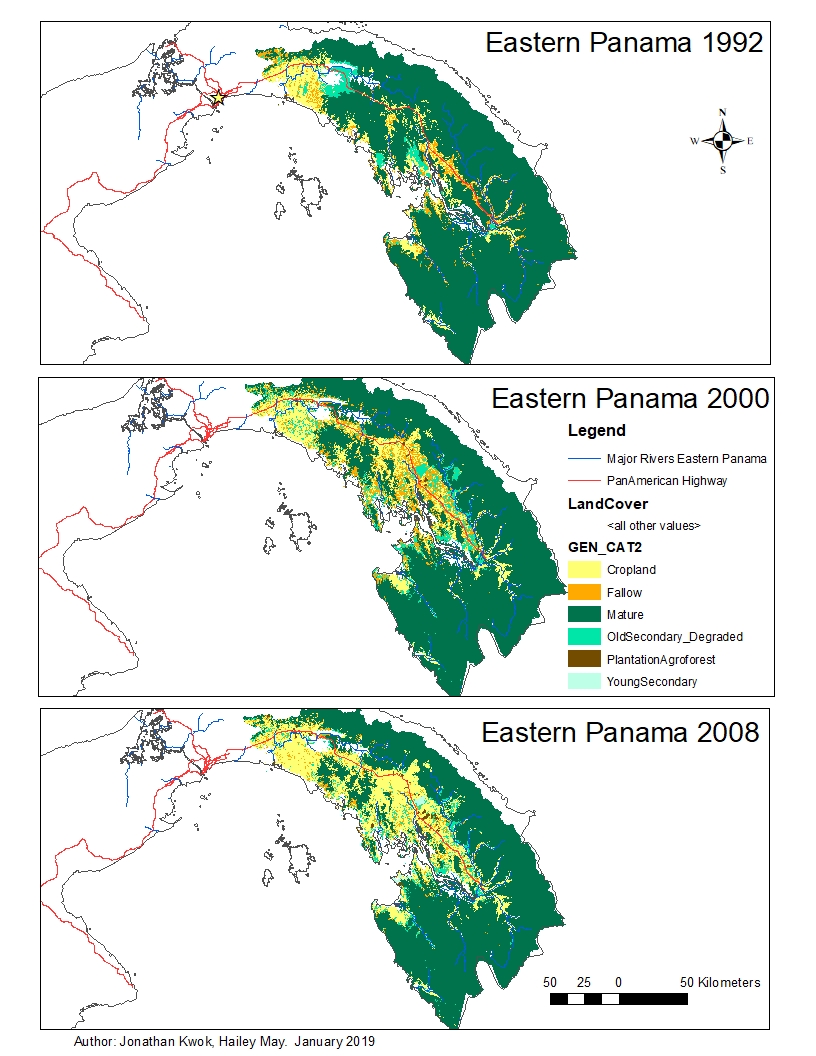 Eastern Panama 1992
N
W E
S
Eastern Panama 2000
Legend
Major Rivers Eastern Panama
PanAmerican Highway
LandCover
<all other values>
GEN_CAT2
Cropland
Fallow
Mature
OldSecondary_Degraded
PlantationAgroforest
YoungSecondary
Eastern Panama 2008
50 25 0 50 Kilometers
Author: Jonathan Kwok, Hailey May. January 2019